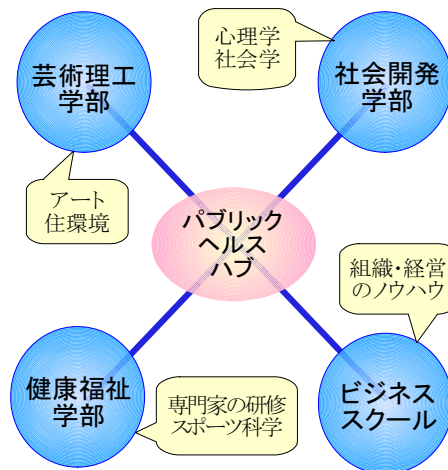 芸術理工
学部
心理学
社会学
社会開発
学部
アート
住環境
パブリック
ヘルス
ハブ
組織・経営
のノウハウ
健康福祉
学部
専門家の研修
スポーツ科学
ビジネス
スクール